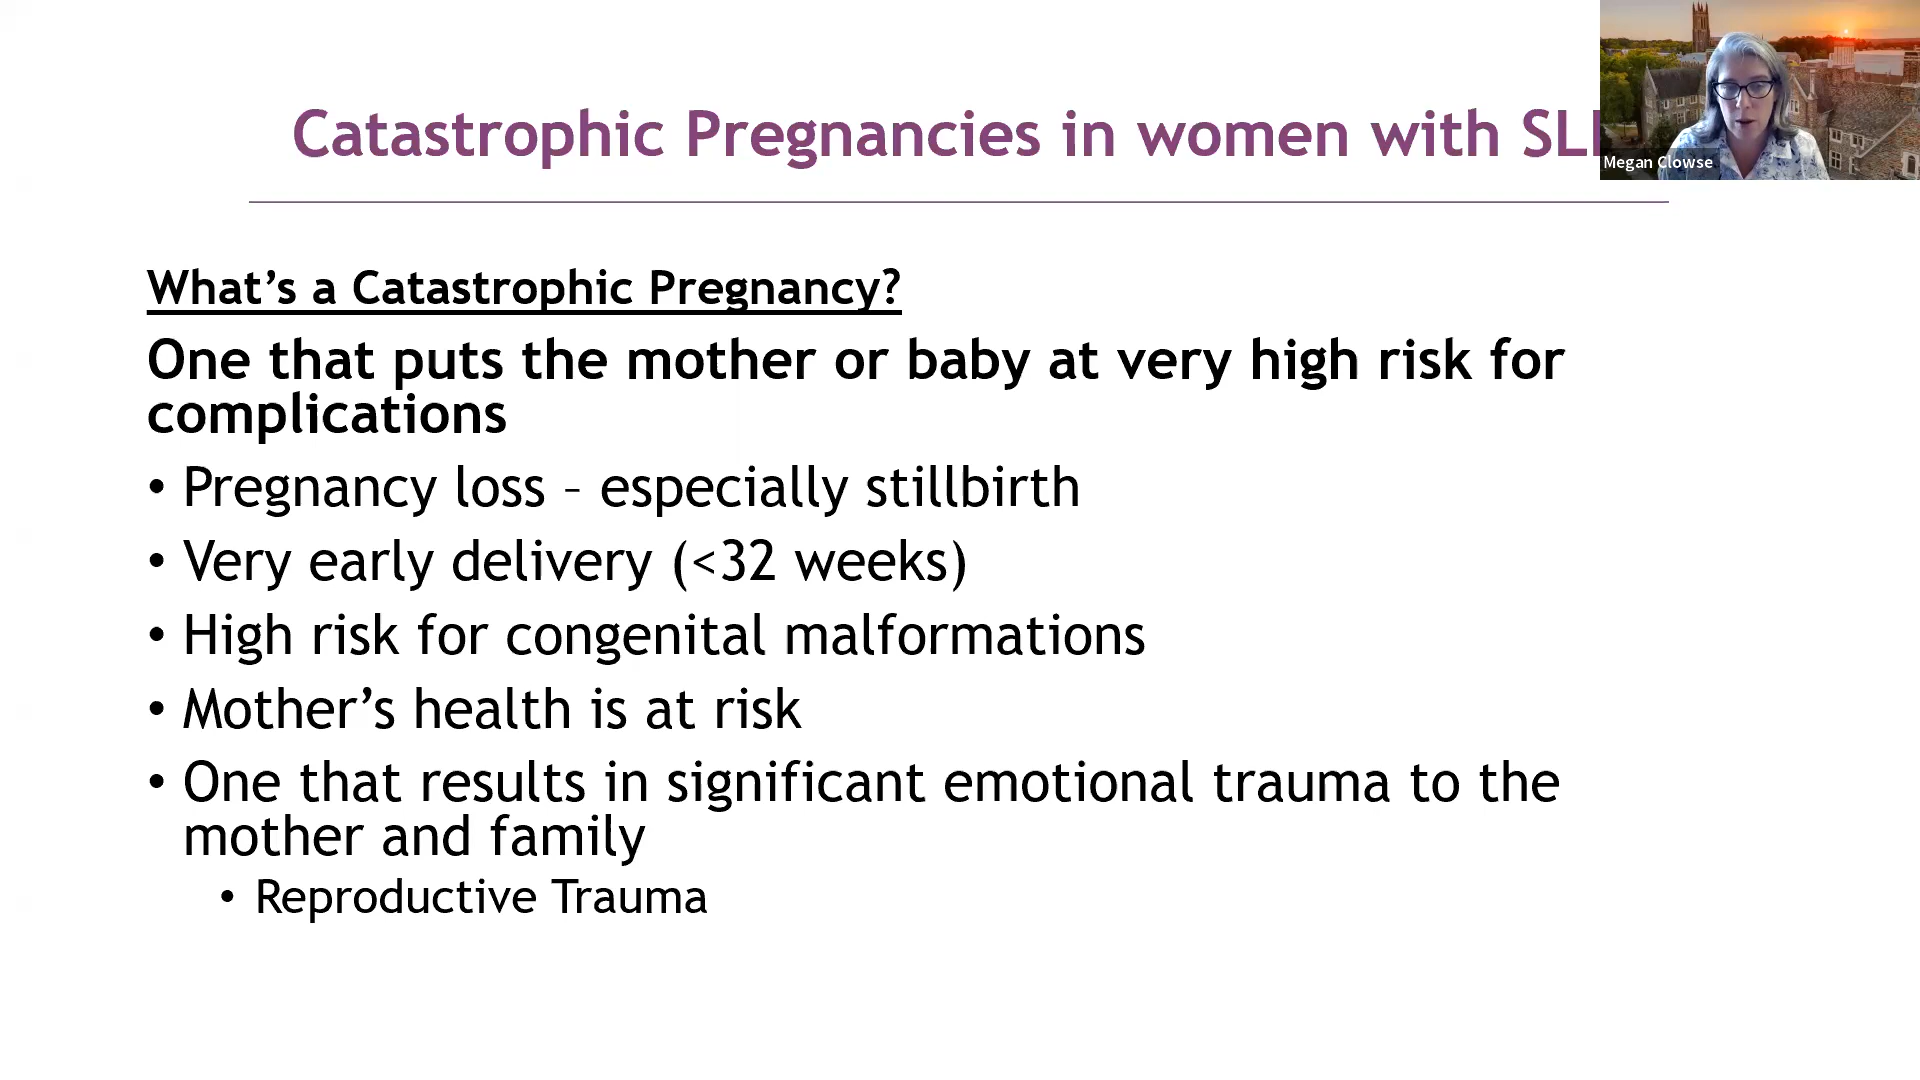 Catastrophic Pregnancies in women with SL
Megan Clowse
What’s a Catastrophic Pregnancy?
One that puts the mother or baby at very high risk for
complications
• Pregnancy loss – especially stillbirth
• Very early delivery (<32 weeks)
• High risk for congenital malformations
• Mother’s health is at risk
• One that results in significant emotional trauma to the
mother and family
• Reproductive Trauma